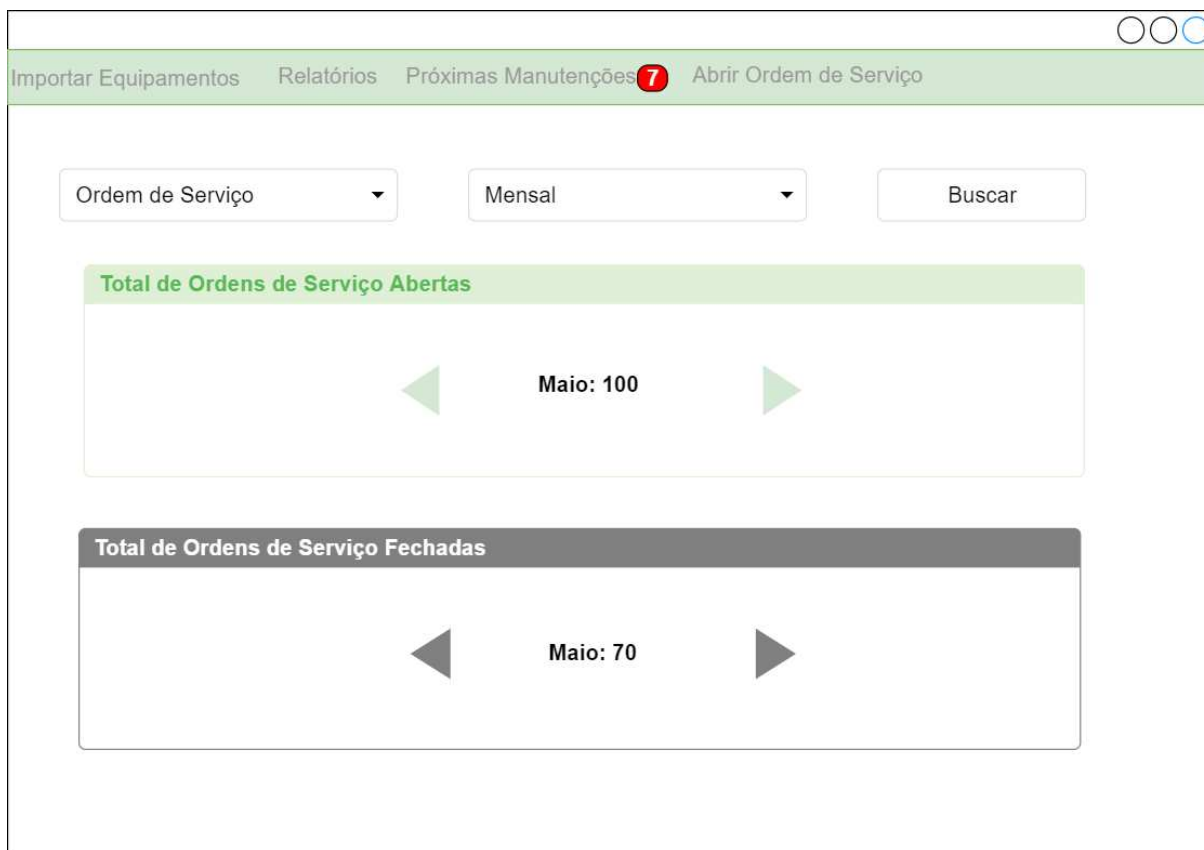 Importar Equipamentos Relatórios Próximas Manutenções 7 Abrir Ordem de Serviço
Ordem de Serviço Mensal Buscar
Total de Ordens de Serviço Abertas
Maio: 100
Total de Ordens de Serviço Fechadas
Maio: 70